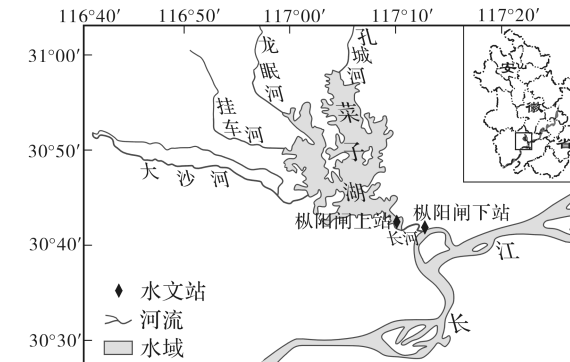 116°40′ 116°50′ 117°00′ 117°10′ 117°20′
31°00′
30°50′
30°40′
30°30′
龙眠河
孔城河
挂车河
大沙河
菜子湖
枞阳闸上站
枞阳闸下站
长河
长江
安徽省
水文站
河流
水域